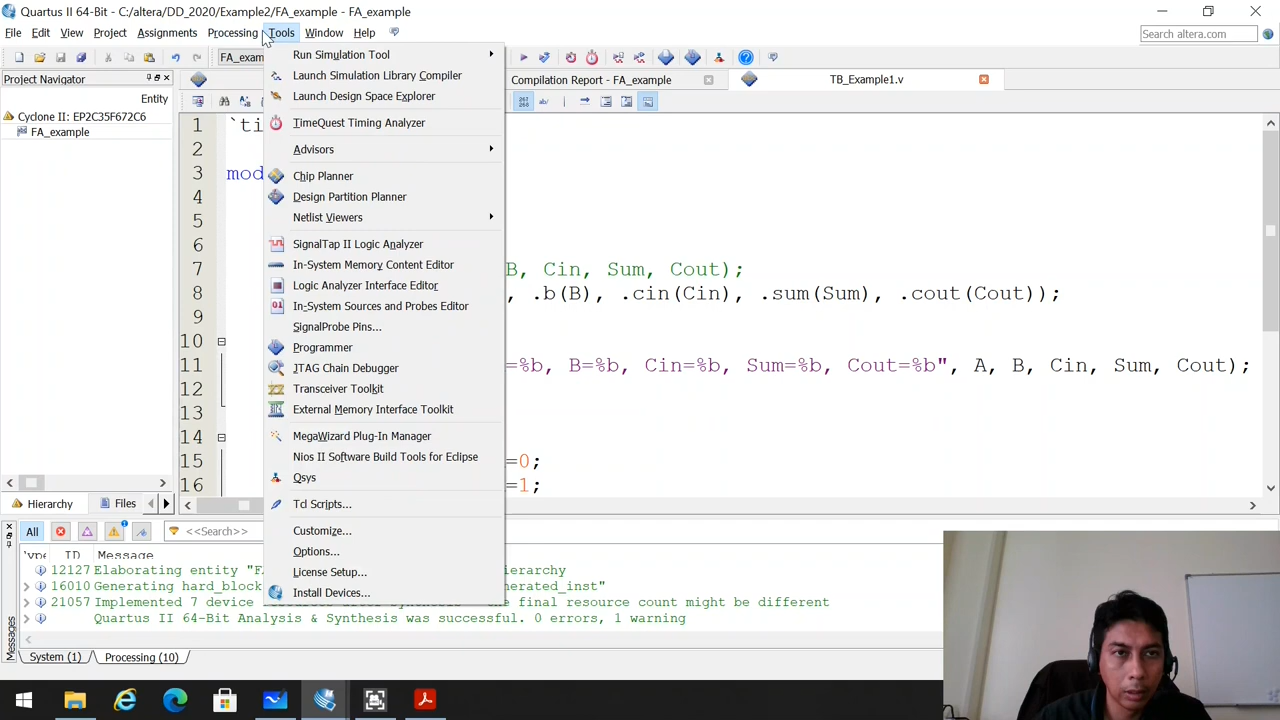 Quartus II 64-Bit - C:/altera/DD_2020/Example2/FA_example - FA_example
File Edit View Project Assignments Processing Tools Window Help
Search altera.com
FA_exam
Project Navigator
Compilation Report - FA_example
TB_Example1.v
Entity
Cyclone II: EP2C35F672C6
FA_example
Run Simulation Tool
Launch Simulation Library Compiler
Launch Design Space Explorer
TimeQuest Timing Analyzer
Advisors
Chip Planner
Design Partition Planner
Netlist Viewers
SignalTap II Logic Analyzer
In-System Memory Content Editor
Logic Analyzer Interface Editor
In-System Sources and Probes Editor
SignalProbe Pins...
Programmer
JTAG Chain Debugger
Transceiver Toolkit
External Memory Interface Toolkit
MegaWizard Plug-In Manager
Nios II Software Build Tools for Eclipse
Qsys
Tcl Scripts...
Customize...
Options...
License Setup...
Install Devices...
1 `ti
2
3 mod
4
5
6
7 B, Cin, Sum, Cout);
8 , .b(B), .cin(Cin), .sum(Sum), .cout(Cout));
9
10
11 =%b, B=%b, Cin=%b, Sum=%b, Cout=%b", A, B, Cin, Sum, Cout);
12
13
14
15 =0;
16 =1;
Hierarchy Files
All <<Search>>
ype ID Message
12127 Elaborating entity "F ierarchy
16010 Generating hard_block enerated_inst"
21057 Implemented 7 device the final resource count might be different
Quartus II 64-Bit Analysis & Synthesis was successful. 0 errors, 1 warning
Messages
System (1) Processing (10)